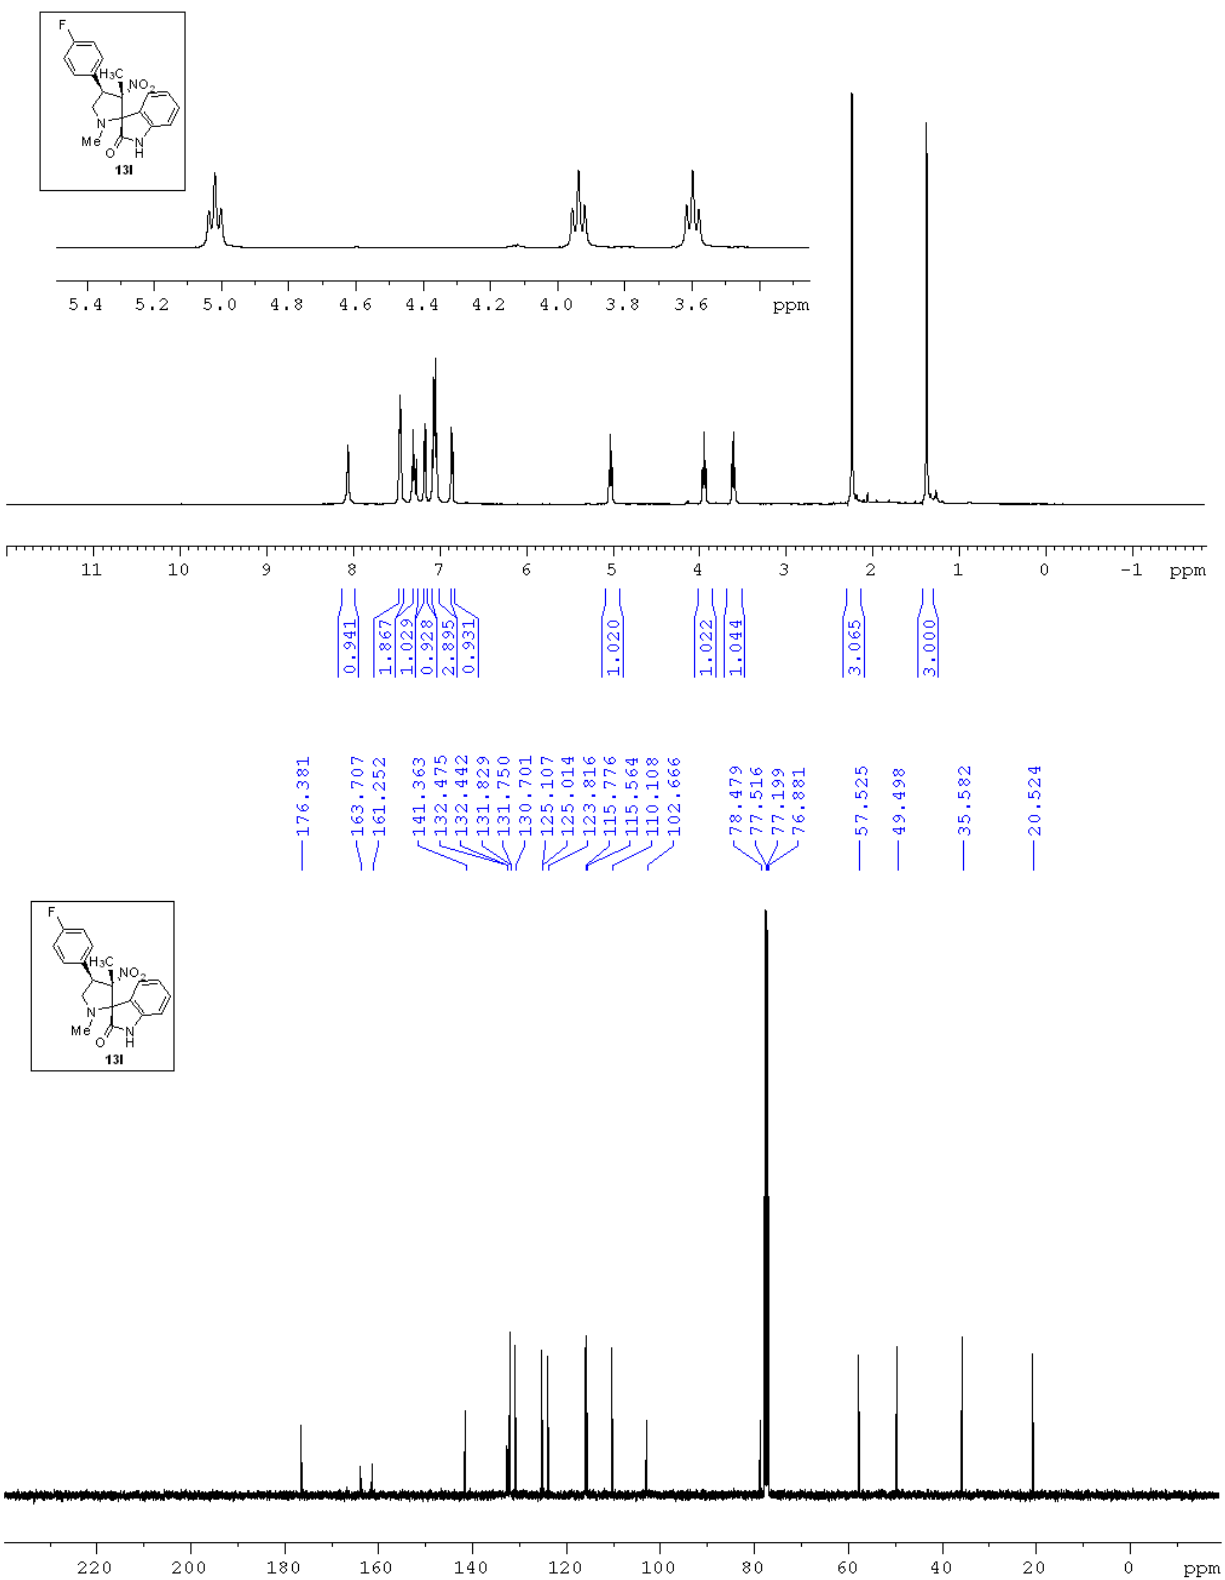 F
H₃C
NO₂
N
Me
O
N
H
13l
5.4 5.2 5.0 4.8 4.6 4.4 4.2 4.0 3.8 3.6 ppm
11 10 9 8 7 6 5 4 3 2 1 0 -1 ppm
0.941
1.867
1.029
0.928
2.895
0.931
1.020
1.022
1.044
3.065
3.000
176.381
163.707
161.252
141.363
132.475
132.442
131.829
131.750
130.701
125.107
125.014
123.816
115.776
115.564
110.108
102.666
78.479
77.516
77.199
76.881
57.525
49.498
35.582
20.524
F
H₃C
NO₂
N
Me
O
N
H
13l
220 200 180 160 140 120 100 80 60 40 20 0 ppm